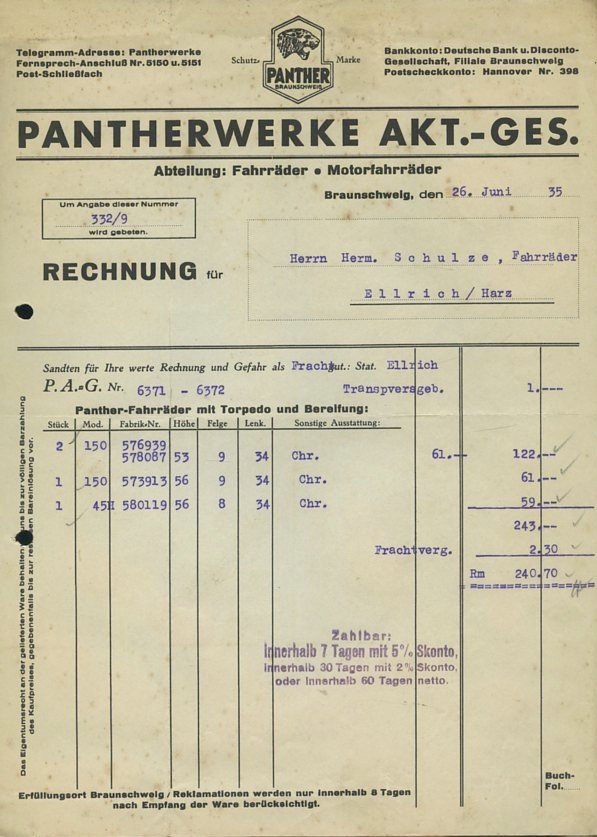 Telegramm-Adresse: Pantherwerke
Fernsprech-Anschluß Nr. 5150 u. 5151
Post-Schließfach
Schutz- Marke
PANTHER
BRAUNSCHWEIG
Bankkonto: Deutsche Bank u. Disconto-
Gesellschaft, Filiale Braunschweig
Postscheckkonto: Hannover Nr. 398
PANTHERWERKE AKT.-GES.
Abteilung: Fahrräder • Motorfahrräder
Braunschweig, den 26. Juni 35
Um Angabe dieser Nummer
332/9
wird gebeten.
RECHNUNG für
Herrn Herm. Schulze, Fahrräder
Ellrich/Harz
Sandten für Ihre werte Rechnung und Gefahr als Frachtgut.: Stat. Ellrich
P. A.-G. Nr. 6371 - 6372 Transpversgeb. 1.---
Panther-Fahrräder mit Torpedo und Bereifung:
Stück Mod. Fabrik-Nr. Höhe Felge Lenk. Sonstige Ausstattung:
2 150 576939
578087 53 9 34 Chr. 61.-- 122.--
1 150 573913 56 9 34 Chr. 61.--
1 45H 580119 56 8 34 Chr. 59.--
243.--
Frachtverg. 2.30
Rm 240.70
Zahlbar:
Innerhalb 7 Tagen mit 5% Skonto,
innerhalb 30 Tagen mit 2% Skonto,
oder innerhalb 60 Tagen netto.
Das Eigentumsrecht an der gelieferten Ware behalten uns bis zur völligen Barzahlung
des Kaufpreises, gegebenenfalls bis zur Bareinlösung vor.
Buch-
Fol.
Erfüllungsort Braunschweig / Reklamationen werden nur innerhalb 8 Tagen
nach Empfang der Ware berücksichtigt.